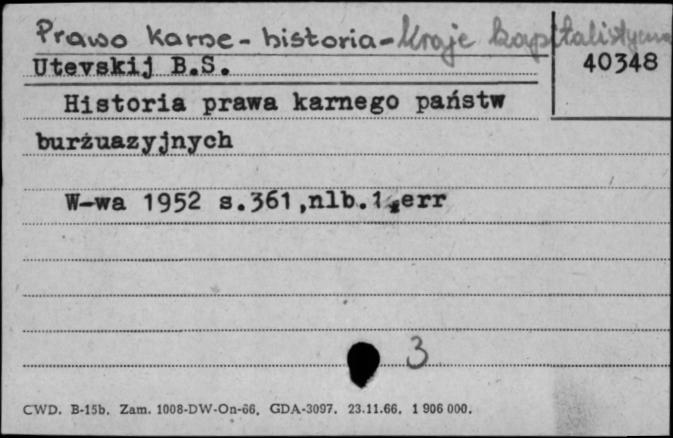 Prawo Karne - historia - Kraje kapitalistyczne
40348
Utevskij B.S.
Historia prawa karnego państw
burżuazyjnych
W-wa 1952 s.361,nlb.1,err
3
CWD. B-15b. Zam. 1008-DW-On-66. GDA-3097. 23.11.66. 1 906 000.